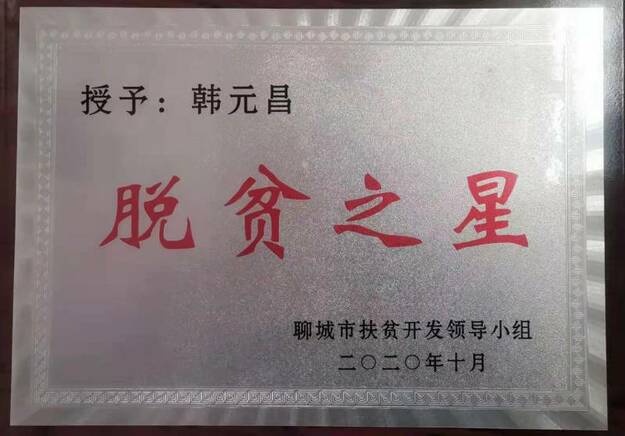 授予：韩元昌
脱贫之星
聊城市扶贫开发领导小组
二〇二〇年十月